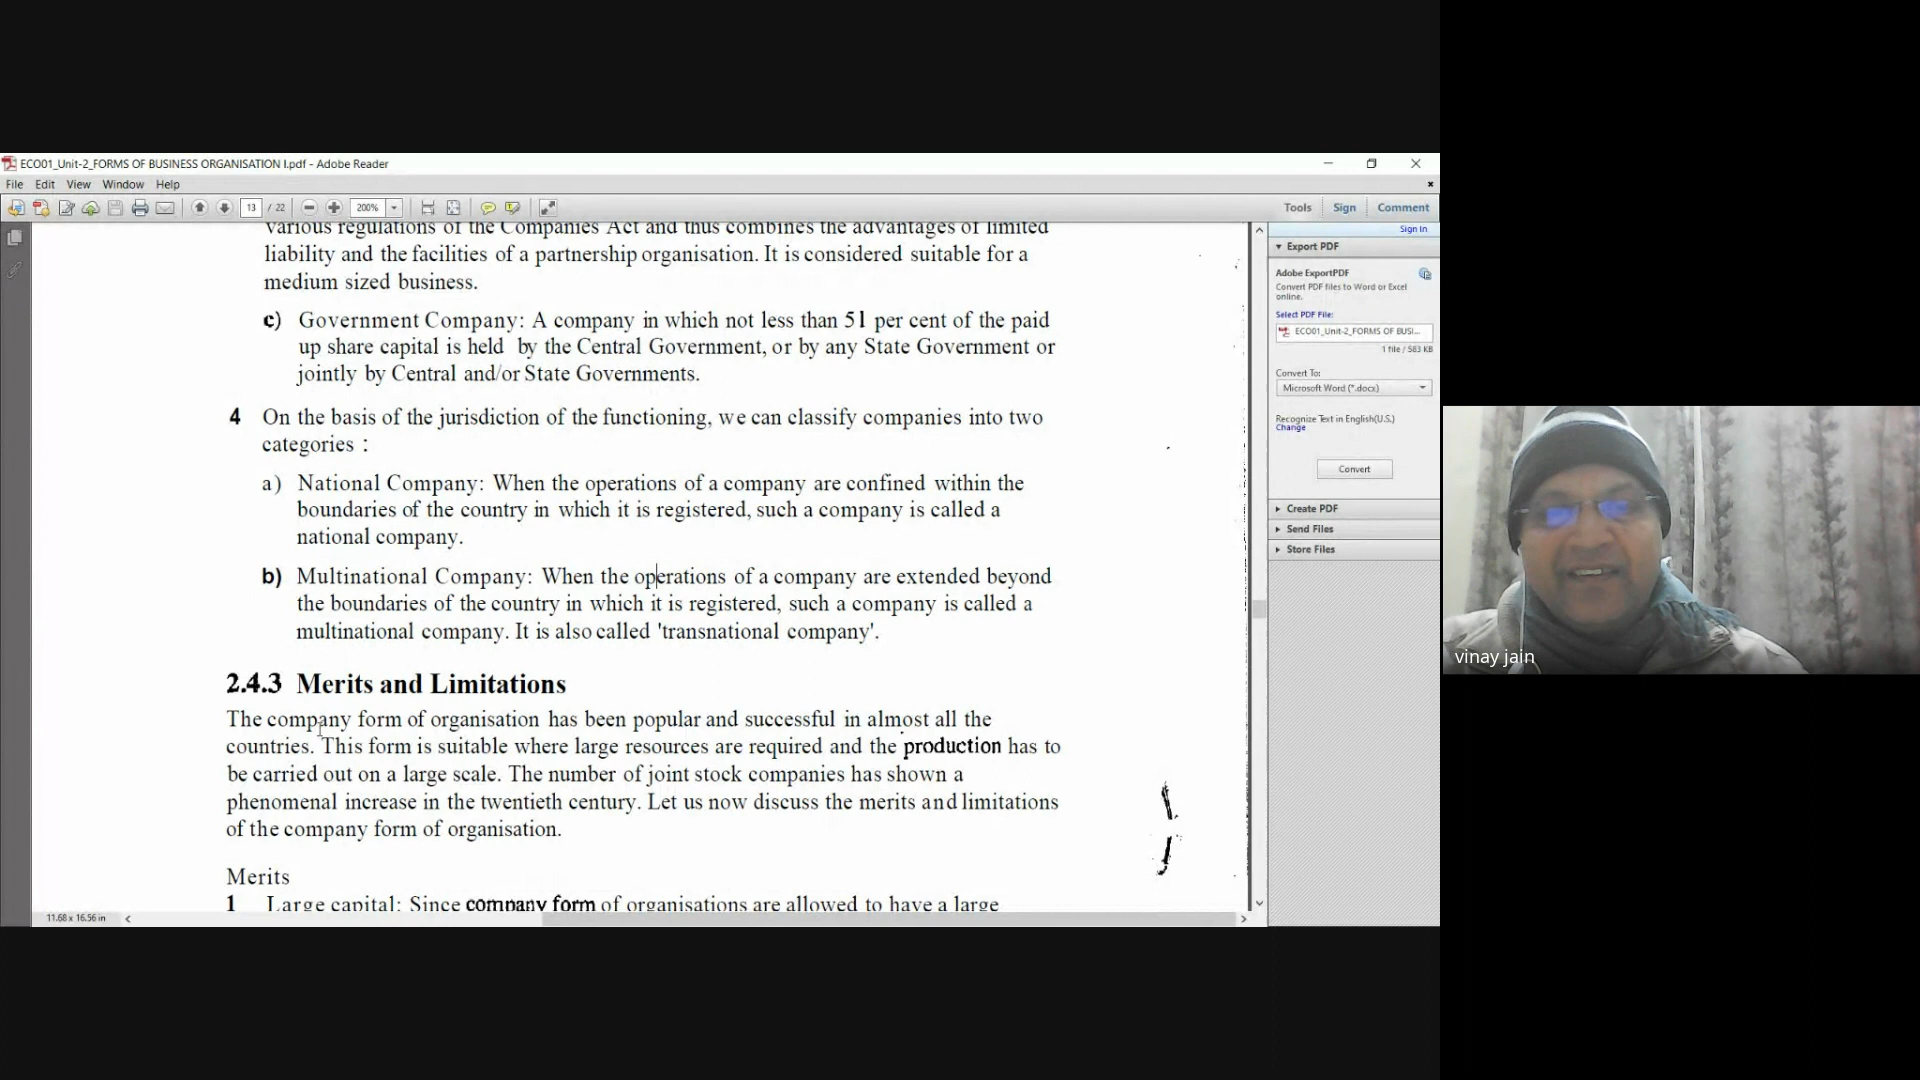 ECO01_Unit-2_FORMS OF BUSINESS ORGANISATION I.pdf - Adobe Reader
File Edit View Window Help
13 / 22 200% Tools Sign Comment
various regulations of the Companies Act and thus combines the advantages of limited
liability and the facilities of a partnership organisation. It is considered suitable for a
medium sized business.
c) Government Company: A company in which not less than 51 per cent of the paid
up share capital is held by the Central Government, or by any State Government or
jointly by Central and/or State Governments.
4 On the basis of the jurisdiction of the functioning, we can classify companies into two
categories :
a) National Company: When the operations of a company are confined within the
boundaries of the country in which it is registered, such a company is called a
national company.
b) Multinational Company: When the operations of a company are extended beyond
the boundaries of the country in which it is registered, such a company is called a
multinational company. It is also called 'transnational company'.
2.4.3 Merits and Limitations
The company form of organisation has been popular and successful in almost all the
countries. This form is suitable where large resources are required and the production has to
be carried out on a large scale. The number of joint stock companies has shown a
phenomenal increase in the twentieth century. Let us now discuss the merits and limitations
of the company form of organisation.
Merits
1 Large capital: Since company form of organisations are allowed to have a large
11.68 x 16.56 in
Sign In
Export PDF
Adobe ExportPDF
Convert PDF files to Word or Excel
online.
Select PDF File:
ECO01_Unit-2_FORMS OF BUSI...
1 file / 583 KB
Convert To:
Microsoft Word (*.docx)
Recognize Text in English(U.S.)
Change
Convert
Create PDF
Send Files
Store Files
vinay jain